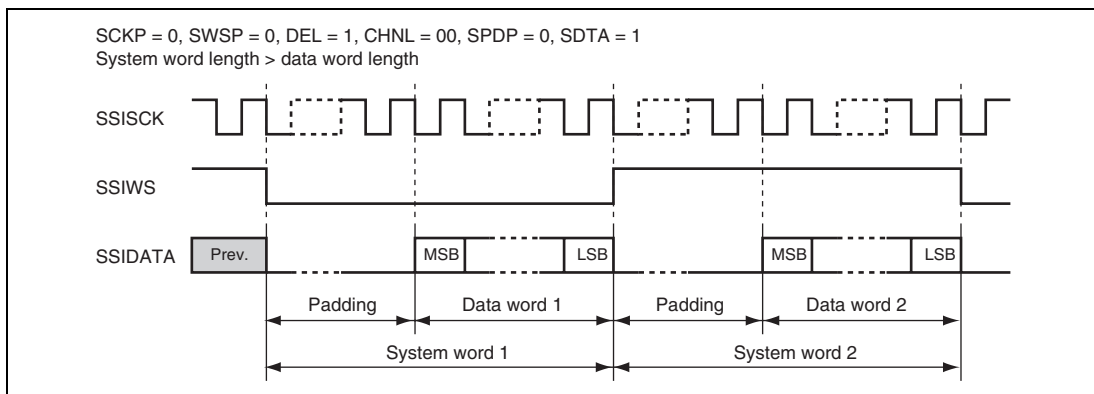 SCKP = 0, SWSP = 0, DEL = 1, CHNL = 00, SPDP = 0, SDTA = 1
System word length > data word length
SSISCK
SSIWS
SSIDATA
Prev.
MSB
LSB
MSB
LSB
Padding
Data word 1
Padding
Data word 2
System word 1
System word 2